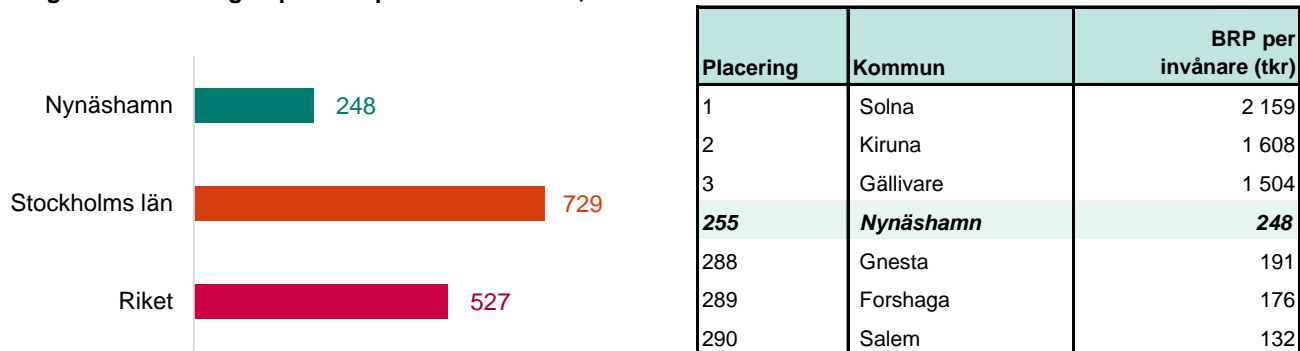 Nynäshamn 248
Stockholms län 729
Riket 527
Placering Kommun BRP per invånare (tkr)
1 Solna 2 159
2 Kiruna 1 608
3 Gällivare 1 504
255 Nynäshamn 248
288 Gnesta 191
289 Forshaga 176
290 Salem 132